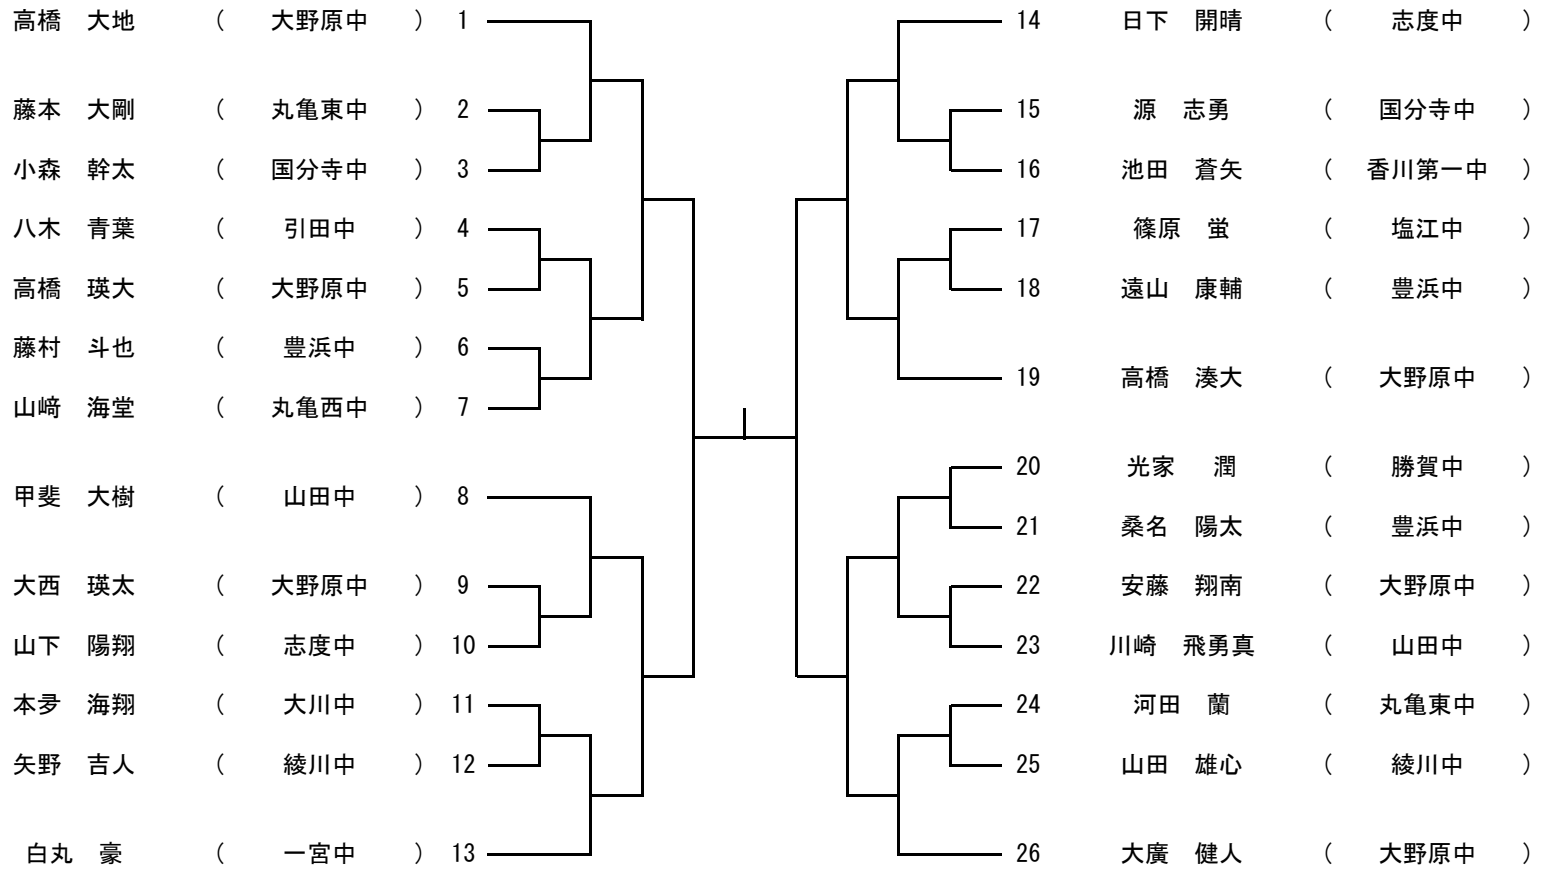 高橋　大地　（　大野原中　）　1
藤本　大剛　（　丸亀東中　）　2
小森　幹太　（　国分寺中　）　3
八木　青葉　（　引田中　）　4
高橋　瑛大　（　大野原中　）　5
藤村　斗也　（　豊浜中　）　6
山﨑　海堂　（　丸亀西中　）　7
甲斐　大樹　（　山田中　）　8
大西　瑛太　（　大野原中　）　9
山下　陽翔　（　志度中　）　10
本夛　海翔　（　大川中　）　11
矢野　吉人　（　綾川中　）　12
白丸　豪　（　一宮中　）　13
14　日下　開晴　（　志度中　）
15　源　志勇　（　国分寺中　）
16　池田　蒼矢　（　香川第一中　）
17　篠原　蛍　（　塩江中　）
18　遠山　康輔　（　豊浜中　）
19　高橋　湊大　（　大野原中　）
20　光家　潤　（　勝賀中　）
21　桑名　陽太　（　豊浜中　）
22　安藤　翔南　（　大野原中　）
23　川崎　飛勇真　（　山田中　）
24　河田　蘭　（　丸亀東中　）
25　山田　雄心　（　綾川中　）
26　大廣　健人　（　大野原中　）